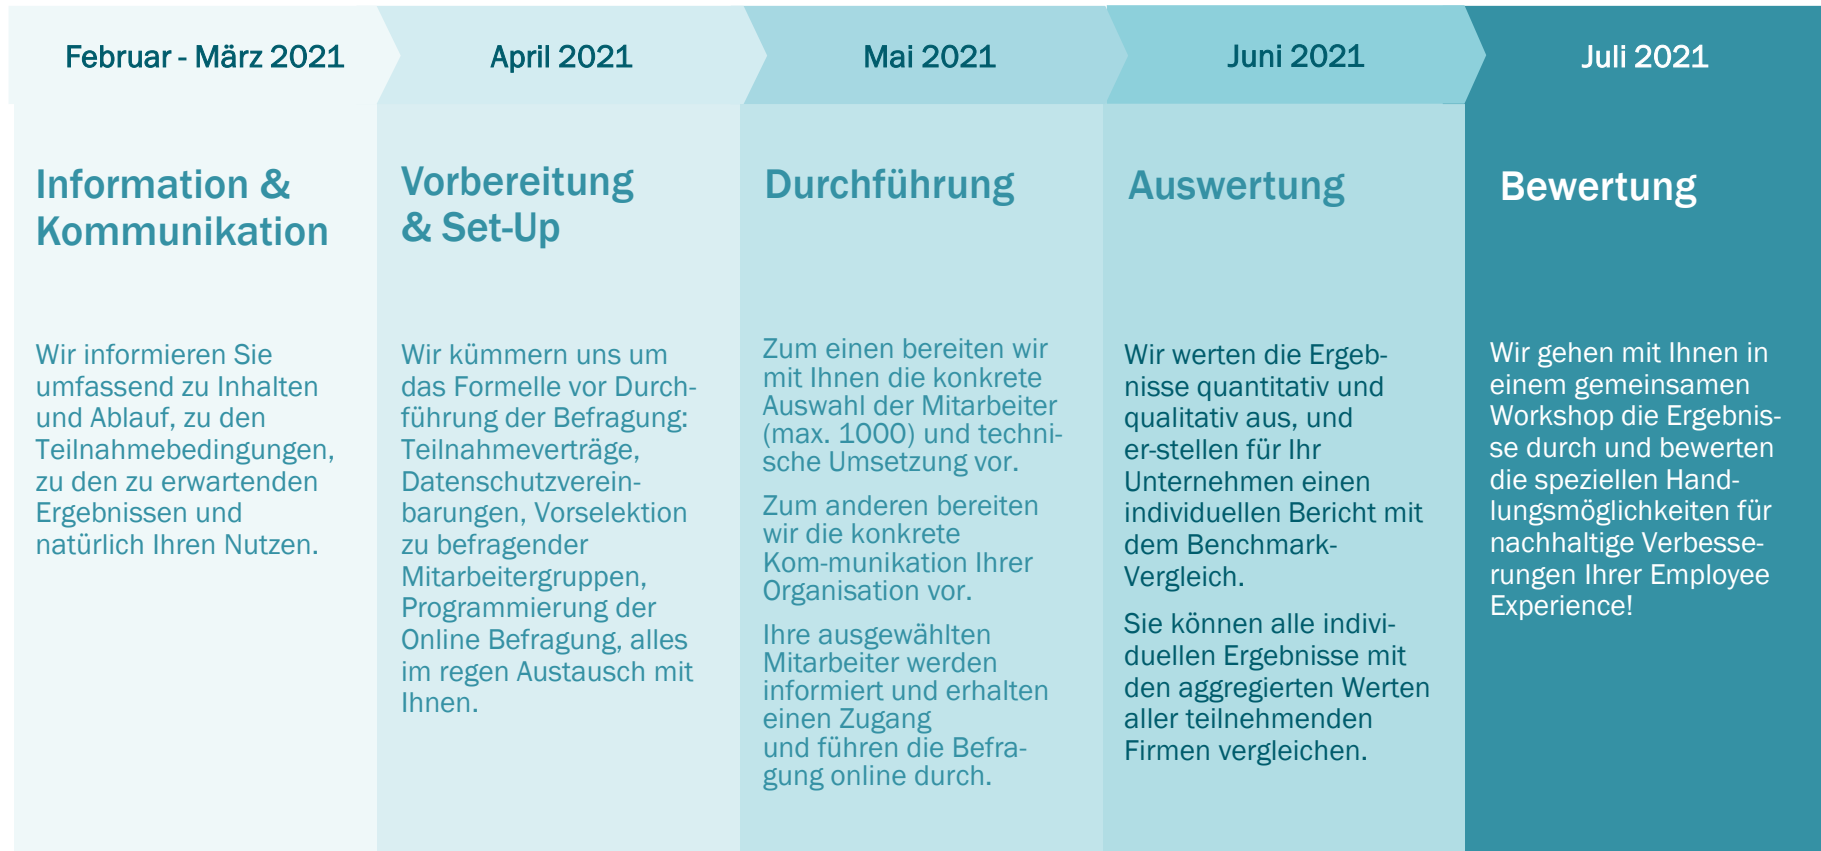 Februar - März 2021
April 2021
Mai 2021
Juni 2021
Juli 2021
Information &
Kommunikation
Wir informieren Sie
umfassend zu Inhalten
und Ablauf, zu den
Teilnahmebedingungen,
zu den zu erwartenden
Ergebnissen und
natürlich Ihren Nutzen.
Vorbereitung
& Set-Up
Wir kümmern uns um
das Formelle vor Durch-
führung der Befragung:
Teilnahmeverträge,
Datenschutzverein-
barungen, Vorselektion
zu befragender
Mitarbeitergruppen,
Programmierung der
Online Befragung, alles
im regen Austausch mit
Ihnen.
Durchführung
Zum einen bereiten wir
mit Ihnen die konkrete
Auswahl der Mitarbeiter
(max. 1000) und techni-
sche Umsetzung vor.
Zum anderen bereiten
wir die konkrete
Kom-munikation Ihrer
Organisation vor.
Ihre ausgewählten
Mitarbeiter werden
informiert und erhalten
einen Zugang
und führen die Befra-
gung online durch.
Auswertung
Wir werten die Ergeb-
nisse quantitativ und
qualitativ aus, und
er-stellen für Ihr
Unternehmen einen
individuellen Bericht mit
dem Benchmark-
Vergleich.
Sie können alle indivi-
duellen Ergebnisse mit
den aggregierten Werten
aller teilnehmenden
Firmen vergleichen.
Bewertung
Wir gehen mit Ihnen in
einem gemeinsamen
Workshop die Ergebnis-
se durch und bewerten
die speziellen Hand-
lungsmöglichkeiten für
nachhaltige Verbesse-
rungen Ihrer Employee
Experience!